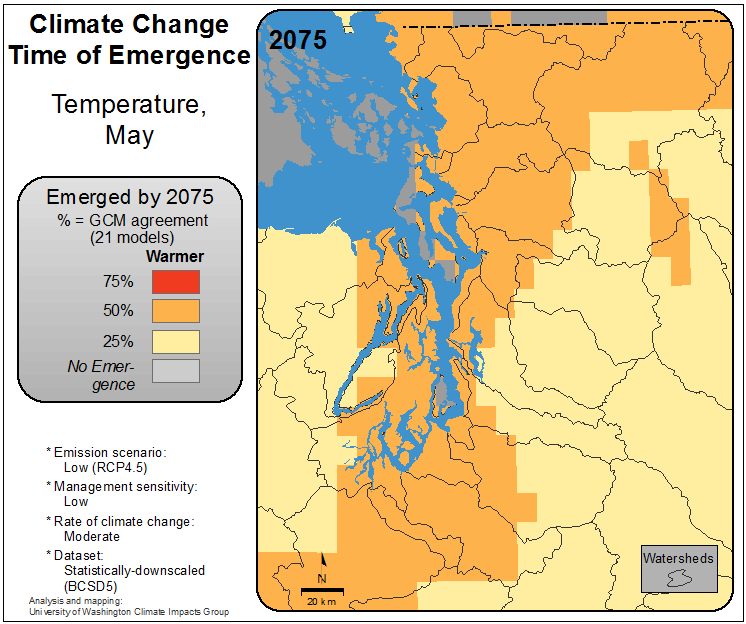 Climate Change
Time of Emergence
Temperature,
May
Emerged by 2075
% = GCM agreement
(21 models)
Warmer
75%
50%
25%
No Emer-
gence
* Emission scenario:
Low (RCP4.5)
* Management sensitivity:
Low
* Rate of climate change:
Moderate
* Dataset:
Statistically-downscaled
(BCSD5)
Analysis and mapping:
University of Washington Climate Impacts Group
2075
N
20 km
Watersheds